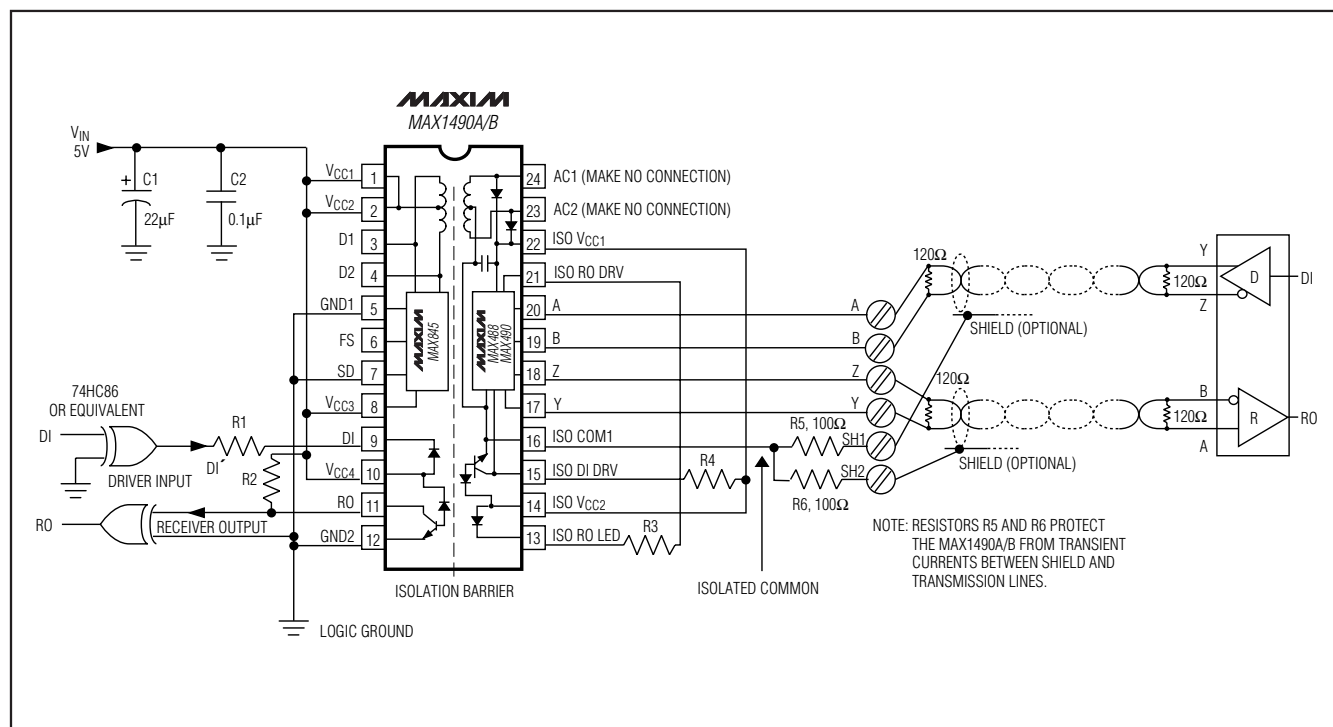 MAXIM
MAX1490A/B
VIN
5V
C1
22µF
C2
0.1µF
VCC1
VCC2
D1
D2
GND1
FS
SD
VCC3
DI
VCC4
RO
GND2
1
2
3
4
5
6
7
8
9
10
11
12
MAXIM
MAX845
MAXIM
MAX488
MAX490
24
23
22
21
20
19
18
17
16
15
14
13
AC1 (MAKE NO CONNECTION)
AC2 (MAKE NO CONNECTION)
ISO VCC1
ISO RO DRV
A
B
Z
Y
ISO COM1
ISO DI DRV
ISO VCC2
ISO RO LED
ISOLATION BARRIER
74HC86
OR EQUIVALENT
DI
R1
DI´
DRIVER INPUT
R2
RO
RECEIVER OUTPUT
LOGIC GROUND
R3
R4
ISOLATED COMMON
A
B
Z
Y
R5, 100Ω
SH1
SH2
R6, 100Ω
120Ω
120Ω
SHIELD (OPTIONAL)
120Ω
120Ω
SHIELD (OPTIONAL)
Y
Z
D
DI
B
A
R
RO
NOTE: RESISTORS R5 AND R6 PROTECT
THE MAX1490A/B FROM TRANSIENT
CURRENTS BETWEEN SHIELD AND
TRANSMISSION LINES.